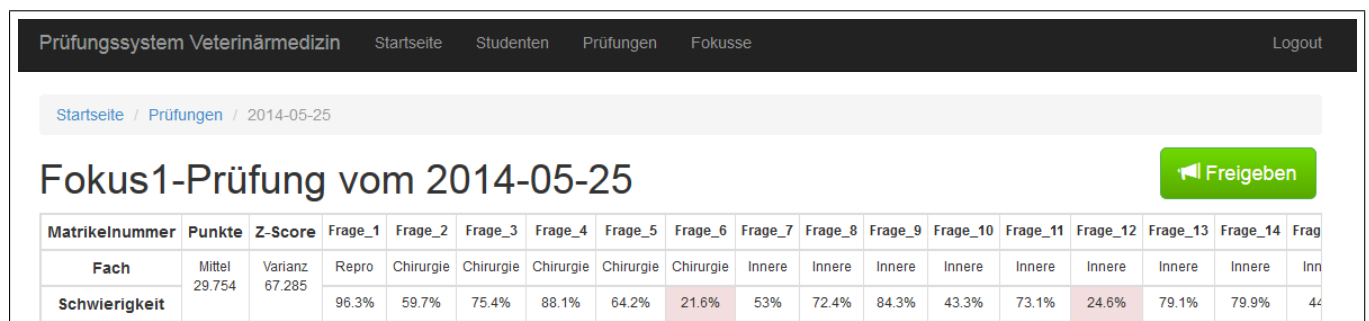 Prüfungssystem Veterinärmedizin Startseite Studenten Prüfungen Fokusse Logout
Startseite / Prüfungen / 2014-05-25
Fokus1-Prüfung vom 2014-05-25 Freigeben
Matrikelnummer Punkte Z-Score Frage_1 Frage_2 Frage_3 Frage_4 Frage_5 Frage_6 Frage_7 Frage_8 Frage_9 Frage_10 Frage_11 Frage_12 Frage_13 Frage_14 Frag
Fach Mittel Varianz Repro Chirurgie Chirurgie Chirurgie Chirurgie Chirurgie Innere Innere Innere Innere Innere Innere Innere Innere Inn
29.754 67.285
Schwierigkeit 96.3% 59.7% 75.4% 88.1% 64.2% 21.6% 53% 72.4% 84.3% 43.3% 73.1% 24.6% 79.1% 79.9% 44